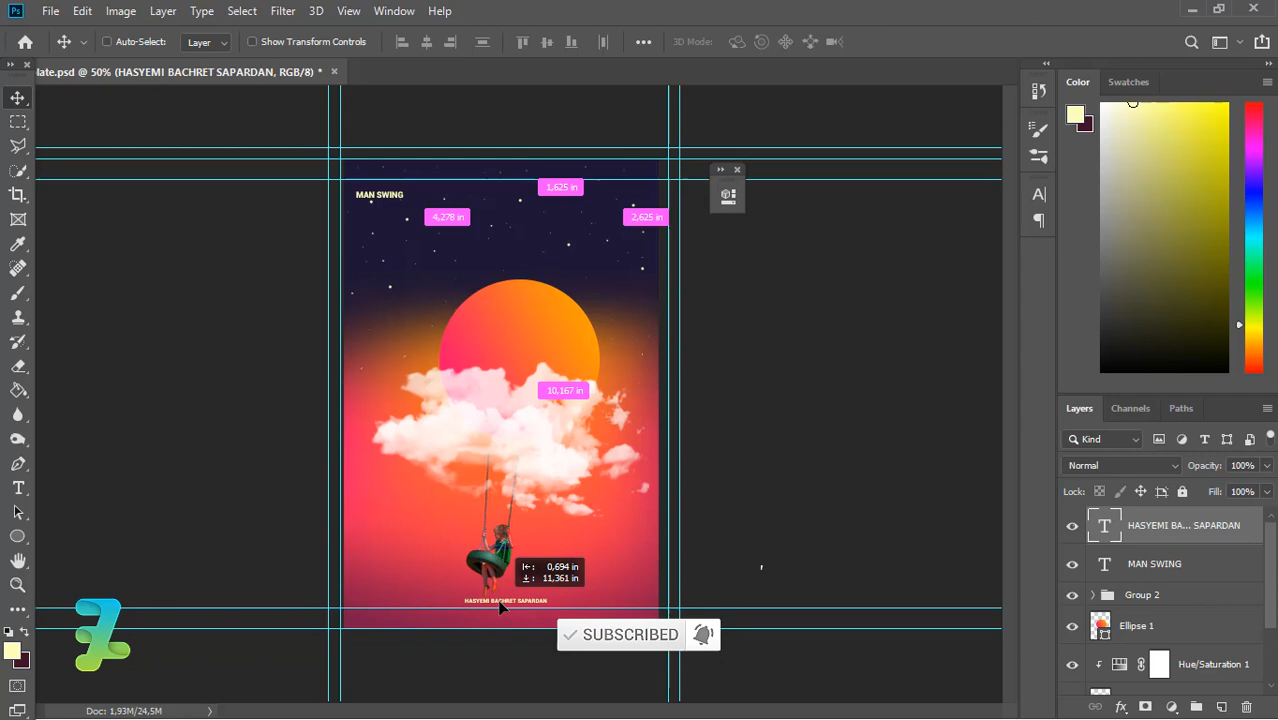 Ps File Edit Image Layer Type Select Filter 3D View Window Help
Auto-Select: Layer Show Transform Controls 3D Mode:
late.psd @ 50% (HASYEMI BACHRET SAPARDAN, RGB/8) *
Color Swatches
MAN SWING
1,625 in
4,278 in
2,625 in
10,167 in
0,694 in
11,361 in
HASYEMI BACHRET SAPARDAN
SUBSCRIBED
Layers Channels Paths
Kind
Normal Opacity: 100%
Lock: Fill: 100%
HASYEMI BA... SAPARDAN
MAN SWING
Group 2
Ellipse 1
Hue/Saturation 1
Doc: 1,93M/24,5M